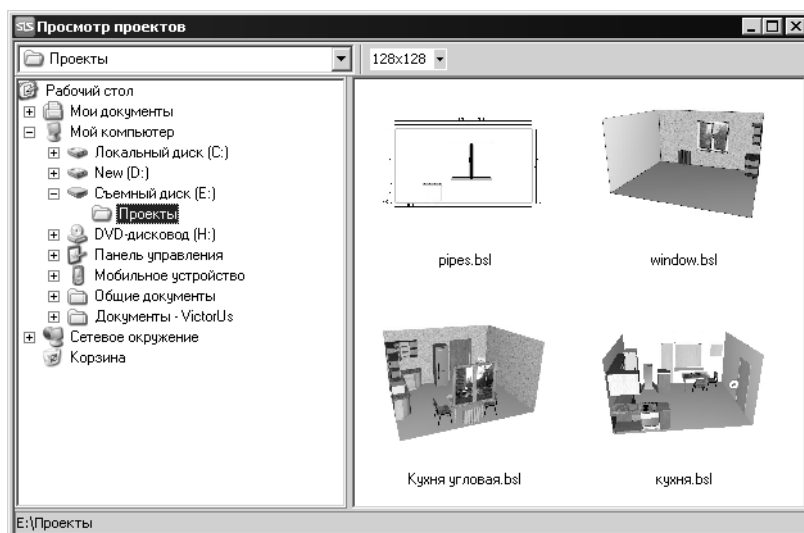 SLS Просмотр проектов
Проекты
128x128
Рабочий стол
Мои документы
Мой компьютер
Локальный диск (C:)
New (D:)
Съемный диск (E:)
Проекты
DVD-дисковод (H:)
Панель управления
Мобильное устройство
Общие документы
Документы - VictorUs
Сетевое окружение
Корзина
pipes.bsl
window.bsl
Кухня угловая.bsl
кухня.bsl
E:\Проекты